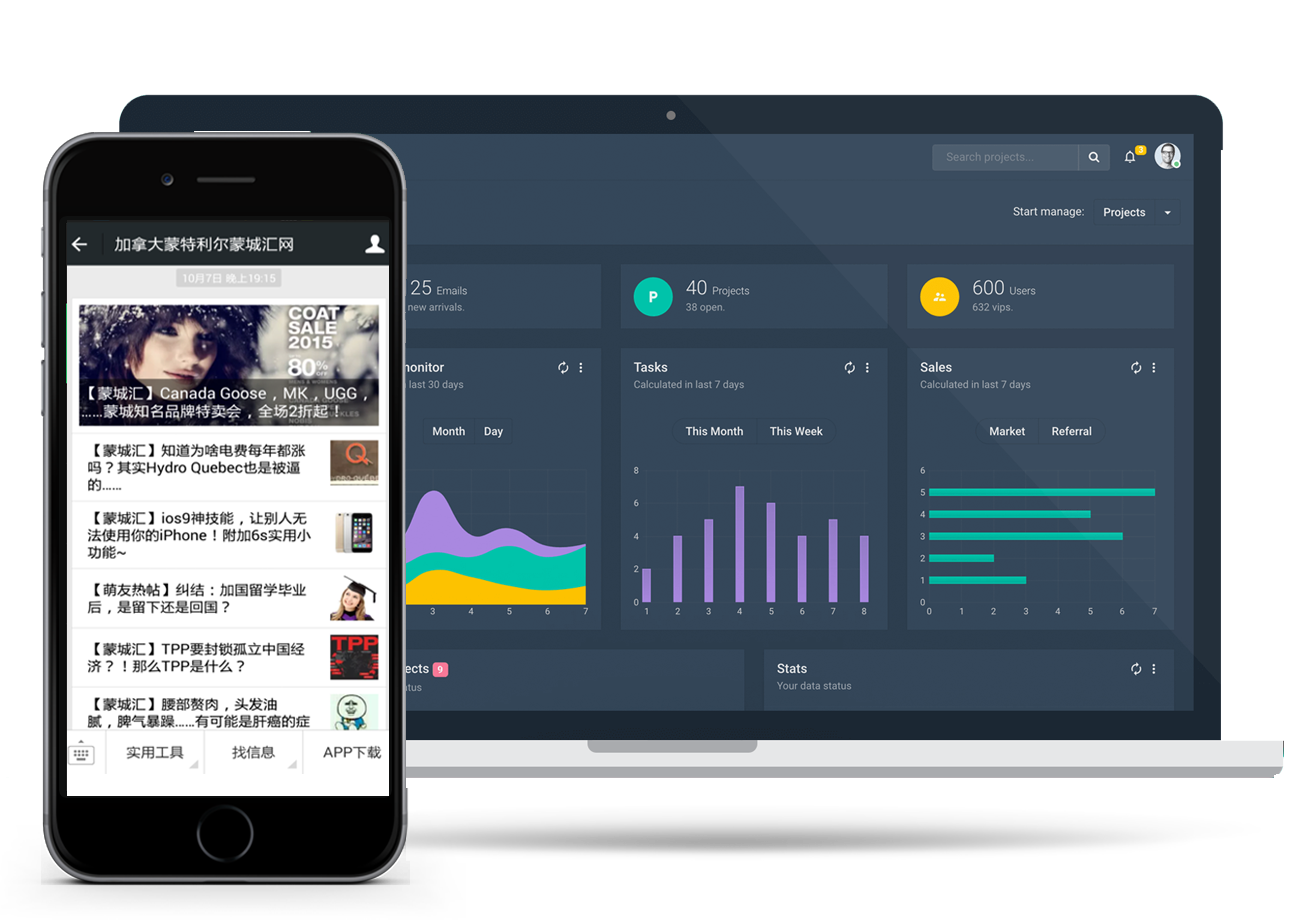 加拿大蒙特利尔蒙城汇网
10月7日 晚上19:15
COAT
SALE
2015
80%
OFF
【蒙城汇】Canada Goose，MK，UGG，
……蒙城知名品牌特卖会，全场2折起！
【蒙城汇】知道为啥电费每年都涨
吗？其实Hydro Quebec也是被逼
的……
【蒙城汇】ios9神技能，让别人无
法使用你的iPhone！附加6s实用小
功能~
【萌友热帖】纠结：加国留学毕业
后，是留下还是回国？
【蒙城汇】TPP要封锁孤立中国经
济？！那么TPP是什么？
TPP
【蒙城汇】腰部赘肉，头发油
腻，脾气暴躁……有可能是肝癌的症
实用工具
找信息
APP下载
Search projects...
3
Start manage:
Projects
25 Emails
new arrivals.
P
40 Projects
38 open.
600 Users
632 vips.
onitor
last 30 days
Month
Day
3 4 5 6 7
Tasks
Calculated in last 7 days
This Month
This Week
8
6
4
2
0
1 2 3 4 5 6 7 8
Sales
Calculated in last 7 days
Market
Referral
6
5
4
3
2
1
0
0 1 2 3 4 5 6 7
ects 9
tus
Stats
Your data status